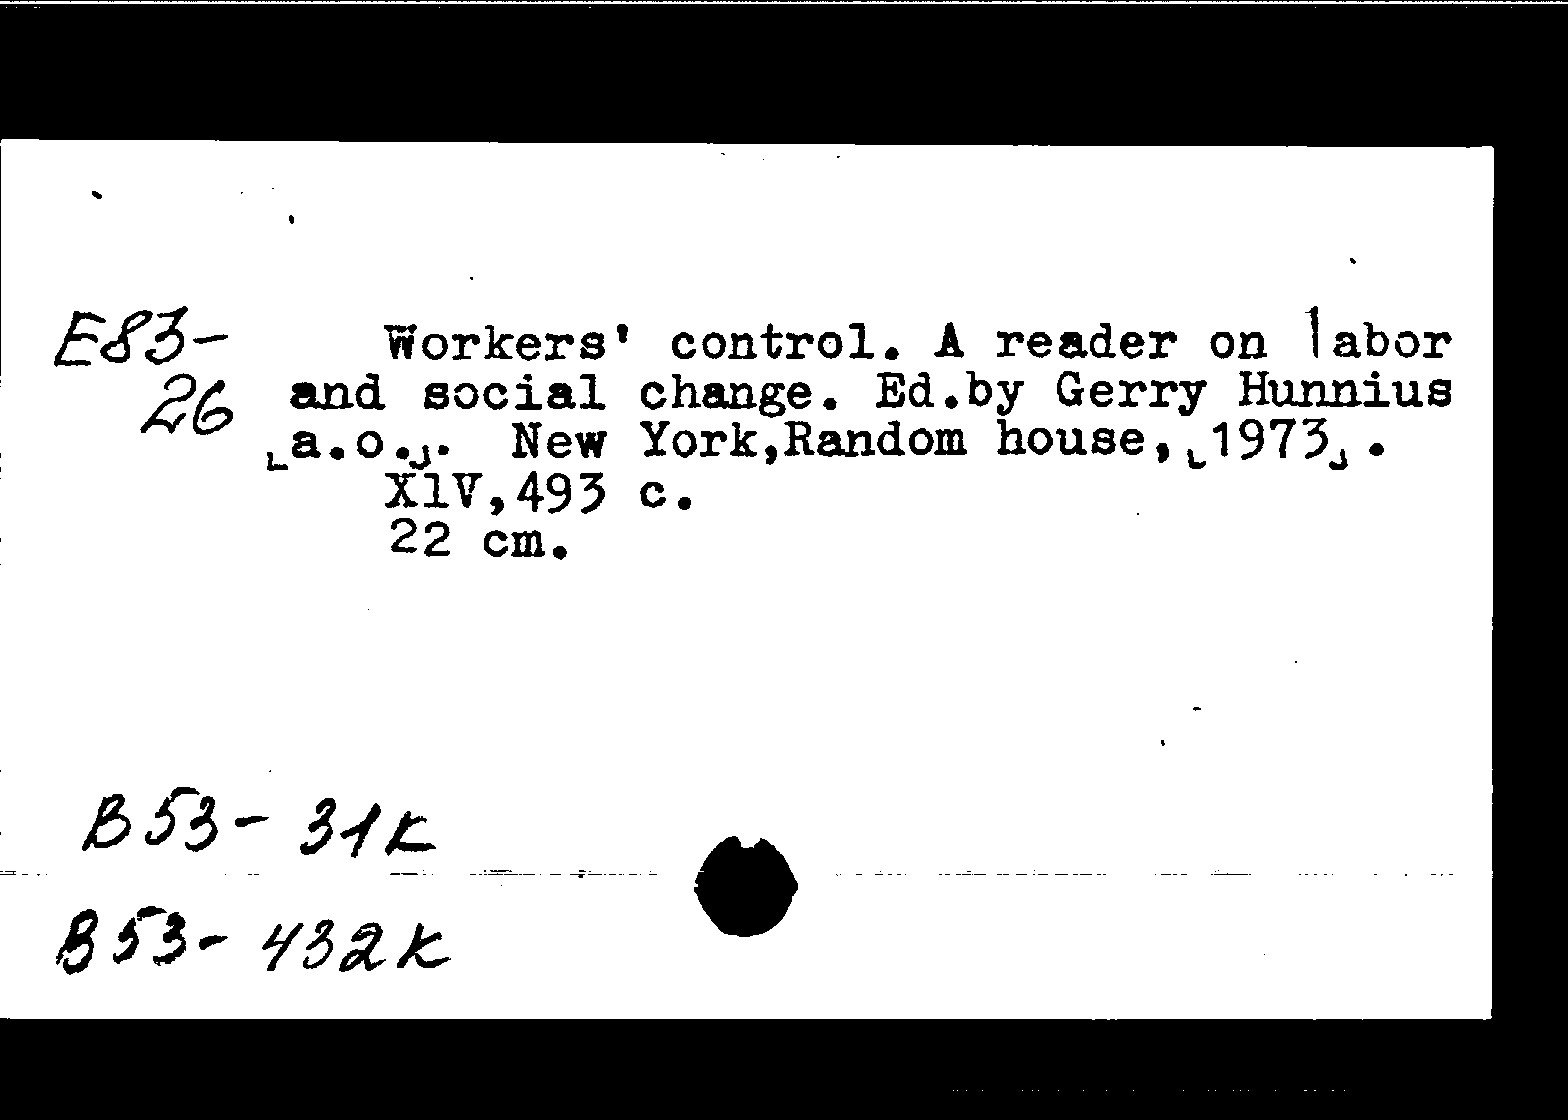 E83-
26
Workers' control. A reader on labor
and social change. Ed.by Gerry Hunnius
[a.o.]. New York,Random house,[1973].
XlV,493 c.
22 cm.
B53-31K
B53-432K